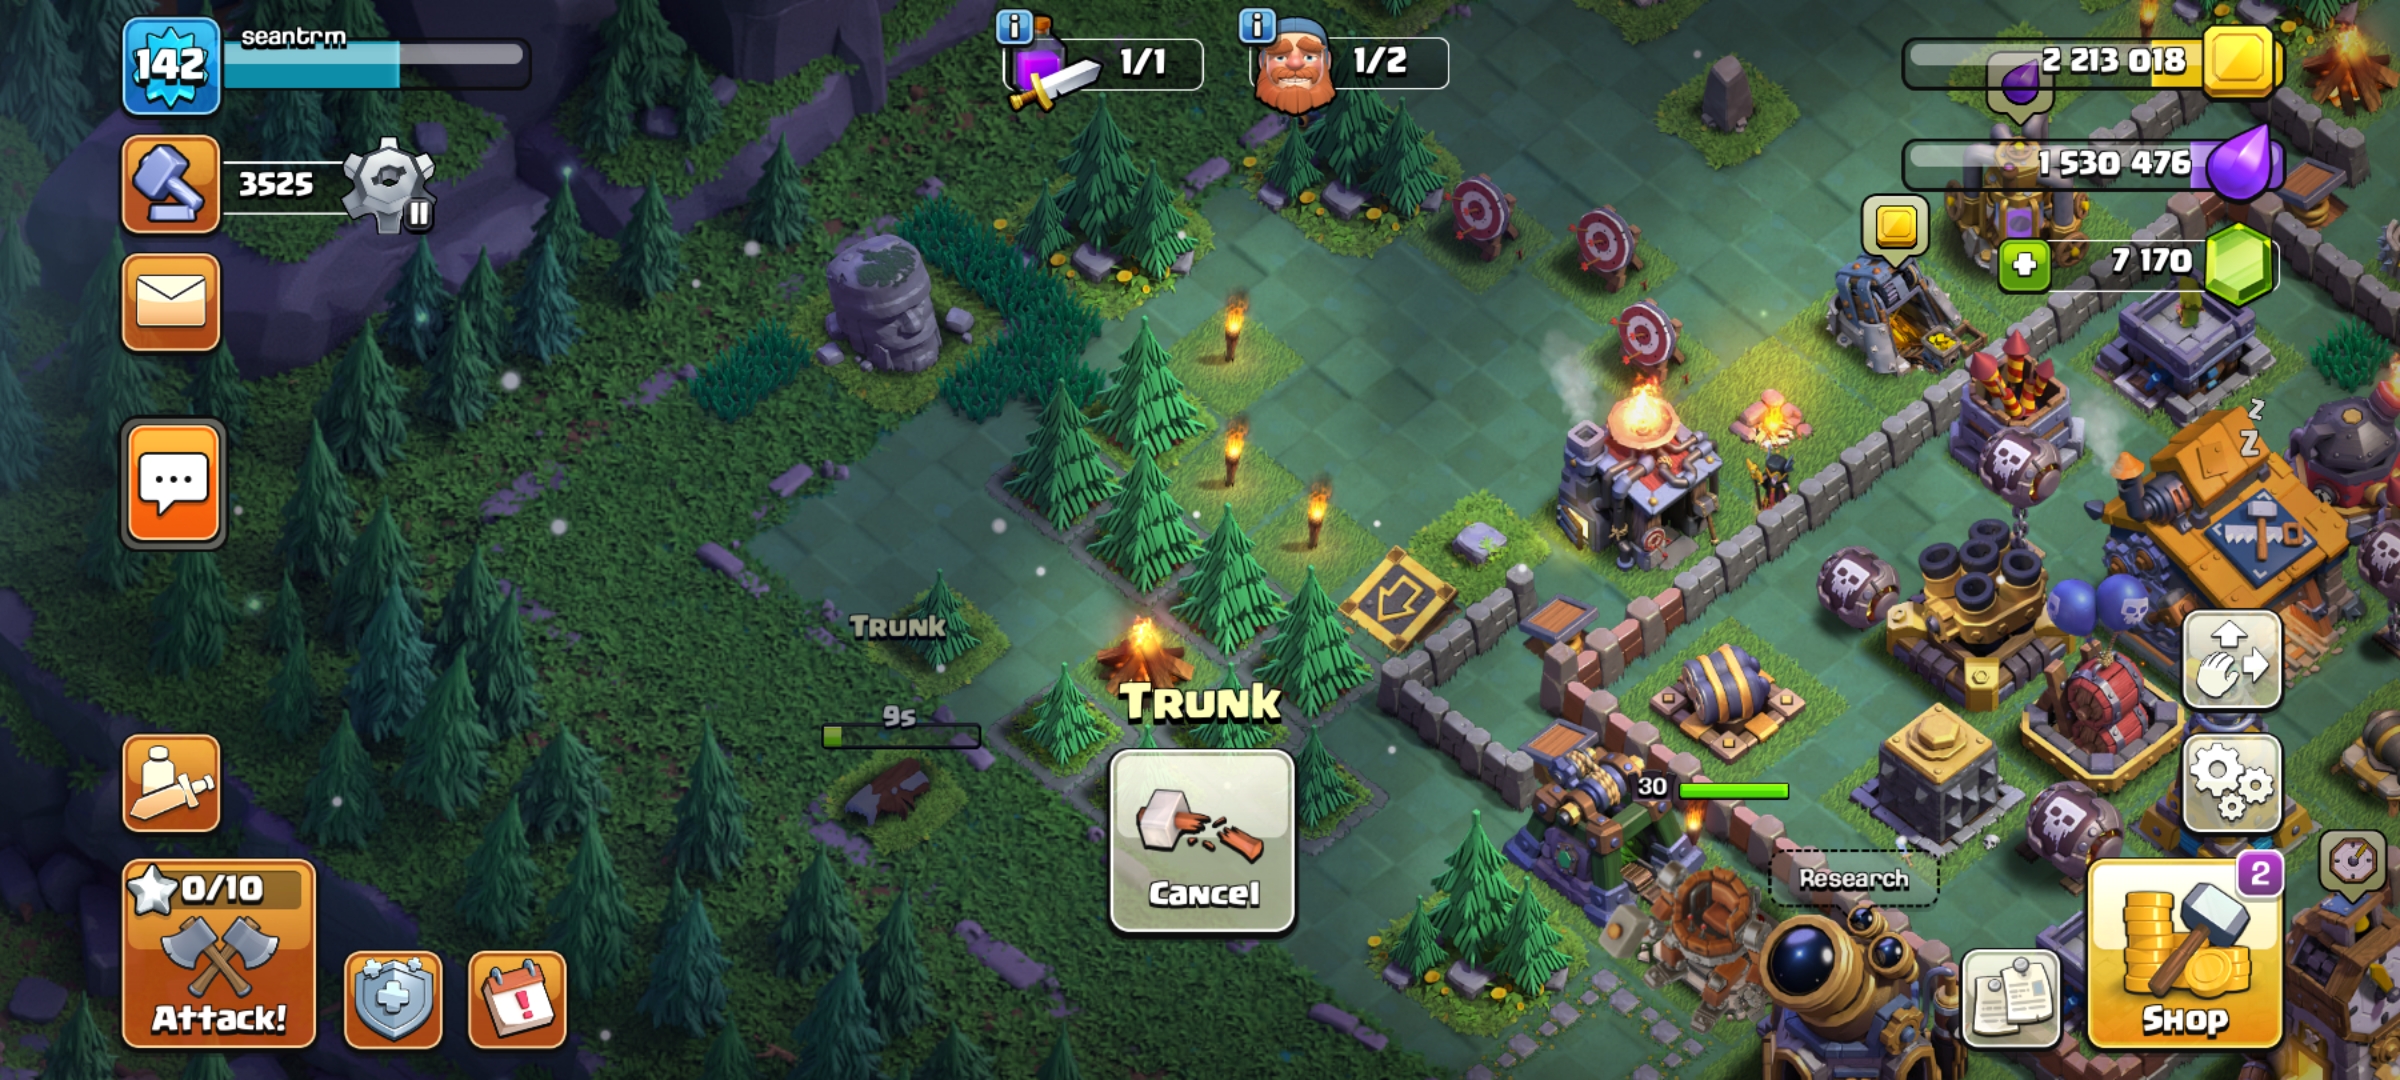 142
seantrm
1/1
1/2
2 213 018
3525
1 530 476
7 170
Z
Z
Trunk
9s
Trunk
Cancel
30
Research
0/10
Attack!
2
Shop